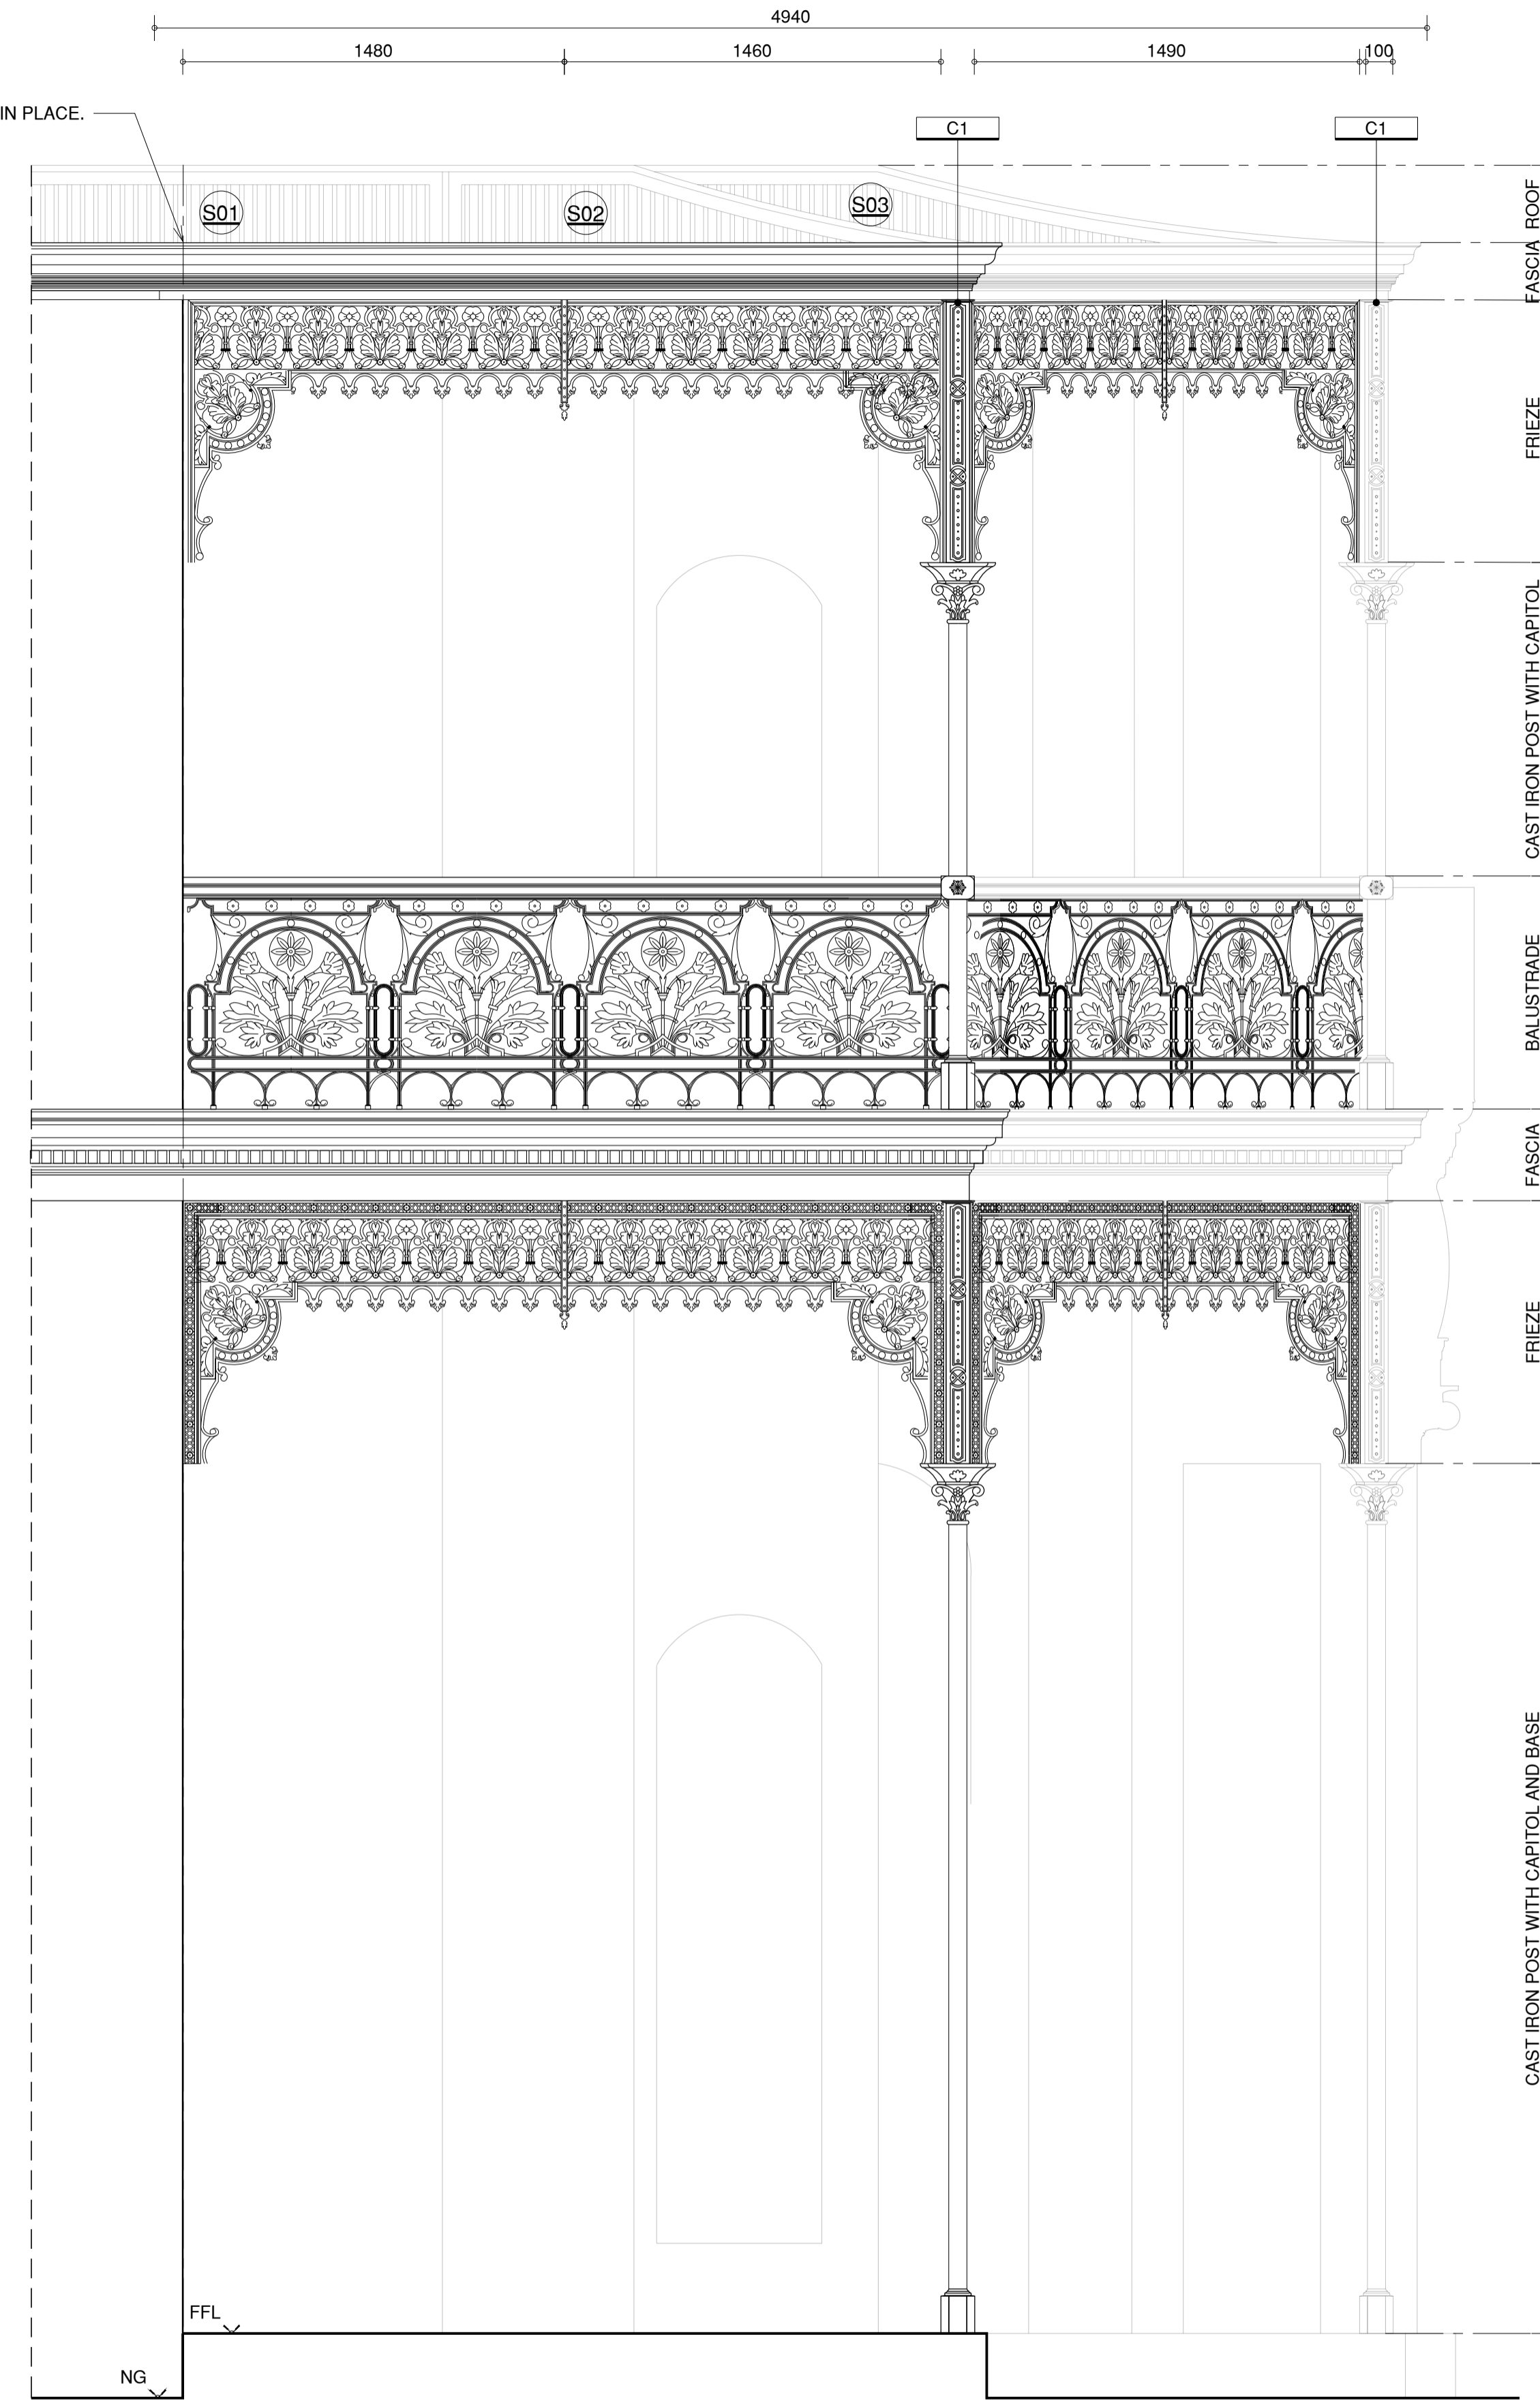 4940
1480
1460
1490
100
IN PLACE.
C1
C1
S01
S02
S03
ROOF
FASCIA
FRIEZE
CAST IRON POST WITH CAPITOL
BALUSTRADE
FASCIA
FRIEZE
CAST IRON POST WITH CAPITOL AND BASE
FFL
NG